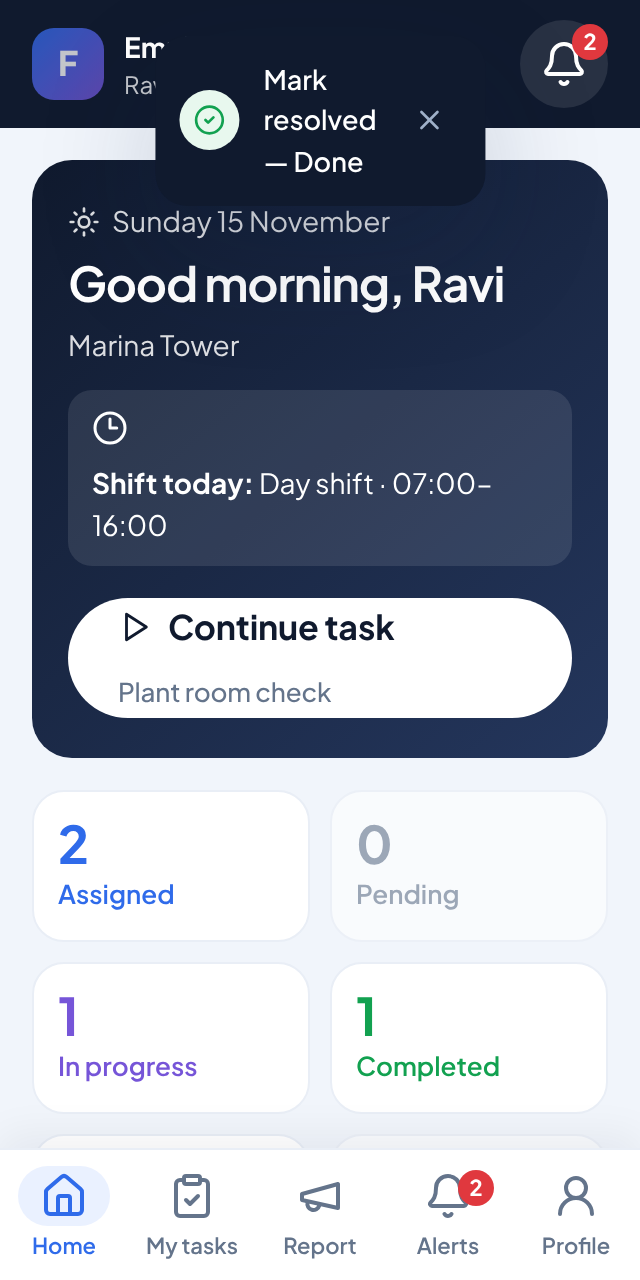 F
2
Mark
resolved
— Done
Sunday 15 November
Good morning, Ravi
Marina Tower
Shift today: Day shift · 07:00–
16:00
Continue task
Plant room check
2
Assigned
0
Pending
1
In progress
1
Completed
2
Home
My tasks
Report
Alerts
Profile